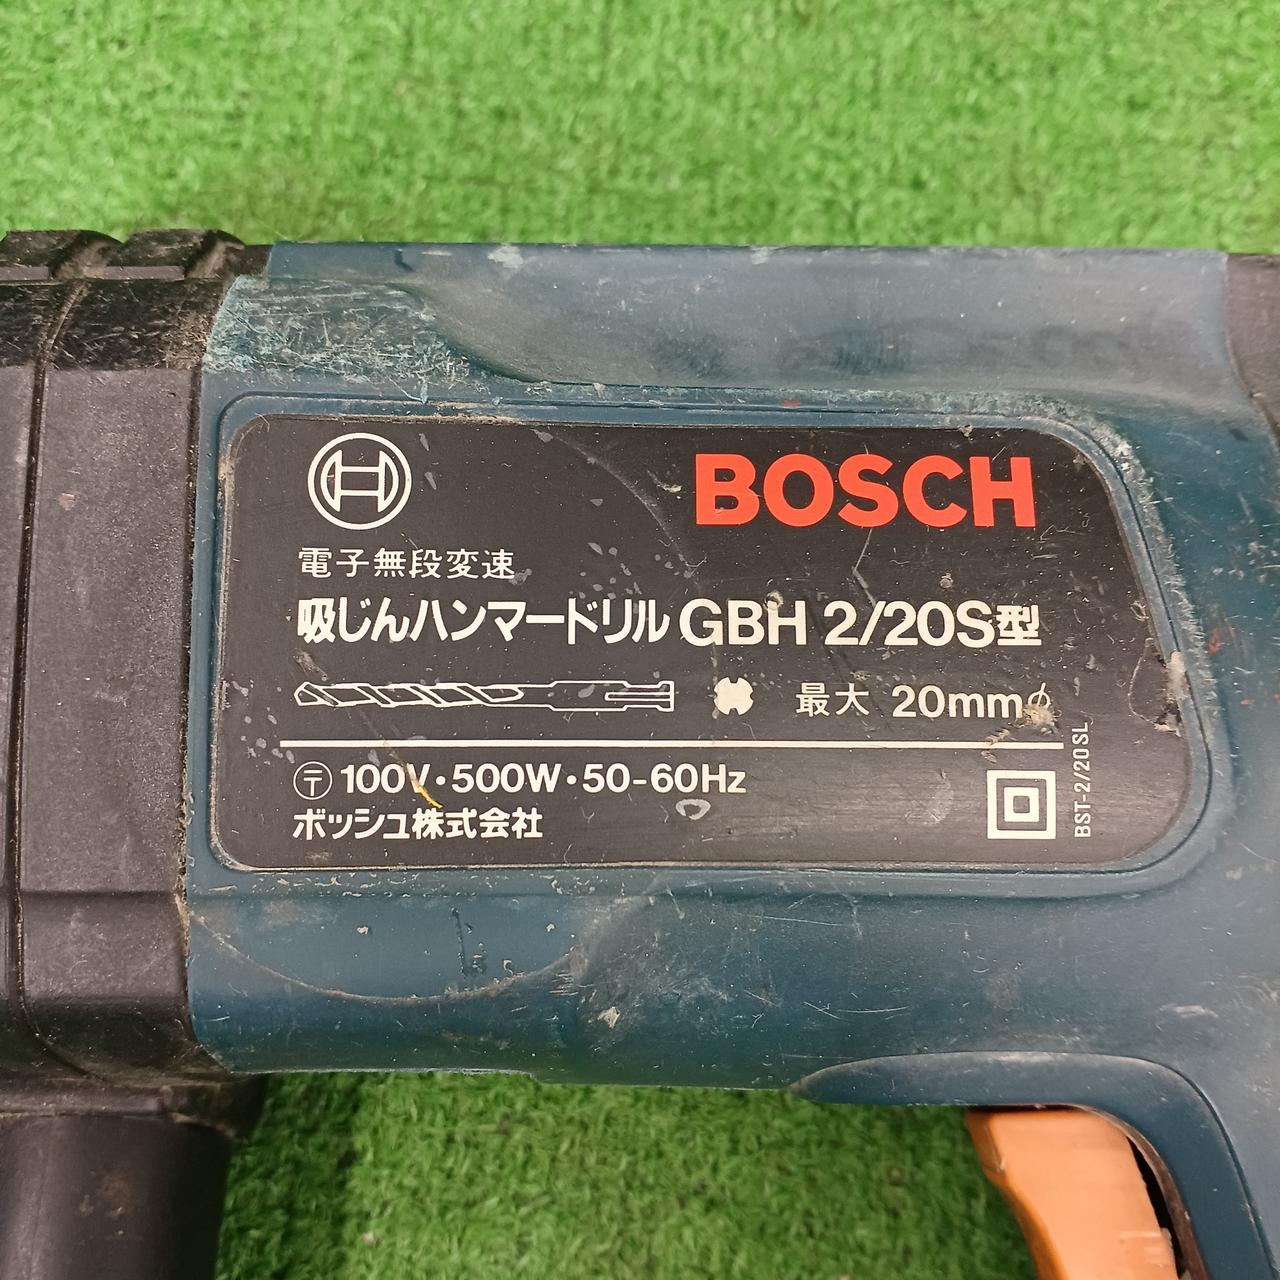 BOSCH
電子無段変速
吸じんハンマードリル GBH 2/20S型
最大 20mmφ
〒 100V・500W・50-60Hz
ボッシュ株式会社
BST-2/20SL